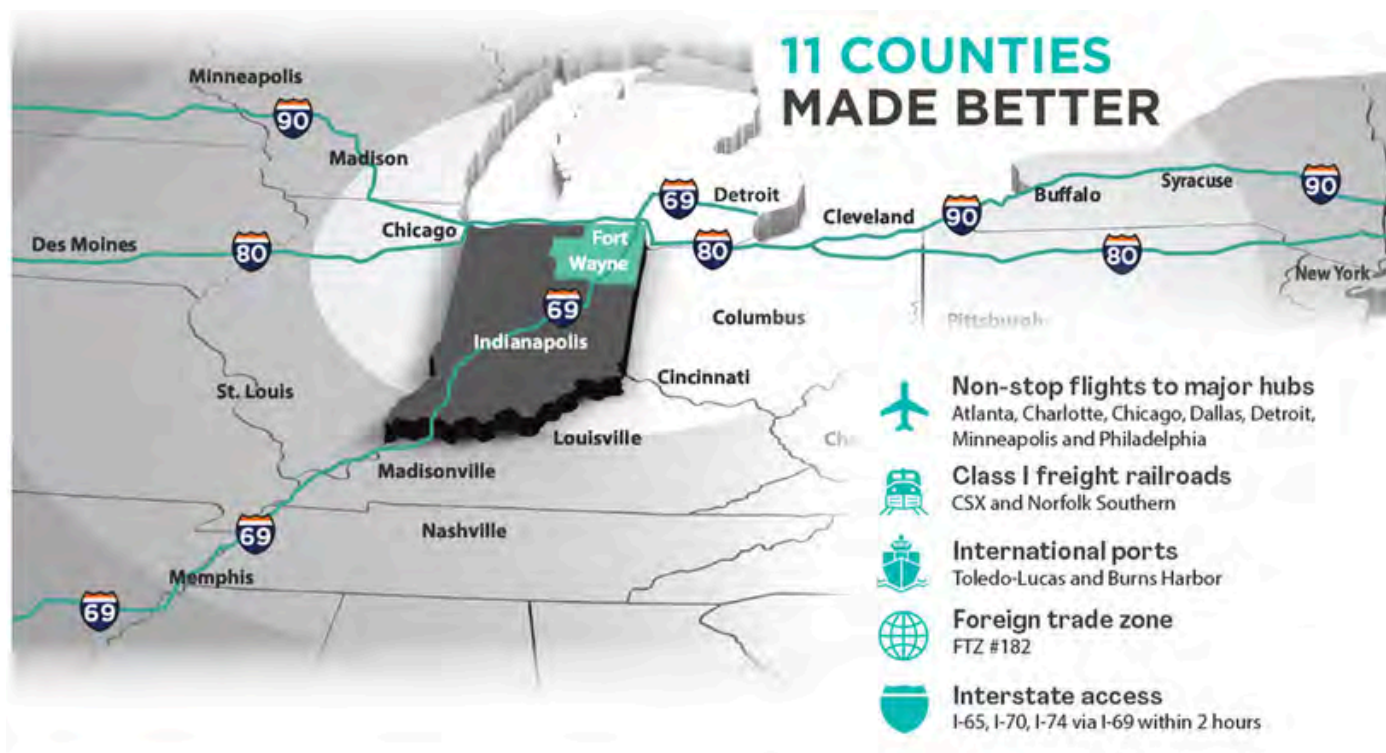 11 COUNTIES
MADE BETTER
Minneapolis
90
Madison
69
Detroit
Buffalo
Syracuse
90
Chicago
Cleveland
90
Des Moines
80
Fort
Wayne
80
80
New York
69
Columbus
Pittsburgh
Indianapolis
St. Louis
Cincinnati
Louisville
Madisonville
Nashville
69
Memphis
69
Non-stop flights to major hubs
Atlanta, Charlotte, Chicago, Dallas, Detroit,
Minneapolis and Philadelphia
Class I freight railroads
CSX and Norfolk Southern
International ports
Toledo-Lucas and Burns Harbor
Foreign trade zone
FTZ #182
Interstate access
I-65, I-70, I-74 via I-69 within 2 hours